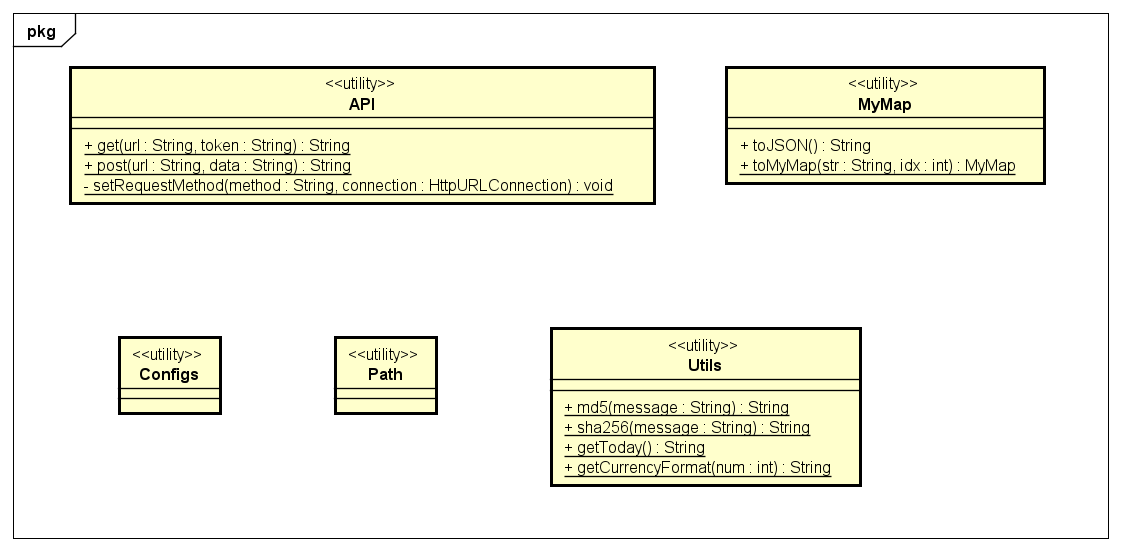 pkg
<<utility>>
API
+ get(url : String, token : String) : String
+ post(url : String, data : String) : String
- setRequestMethod(method : String, connection : HttpURLConnection) : void
<<utility>>
MyMap
+ toJSON() : String
+ toMyMap(str : String, idx : int) : MyMap
<<utility>>
Configs
<<utility>>
Path
<<utility>>
Utils
+ md5(message : String) : String
+ sha256(message : String) : String
+ getToday() : String
+ getCurrencyFormat(num : int) : String